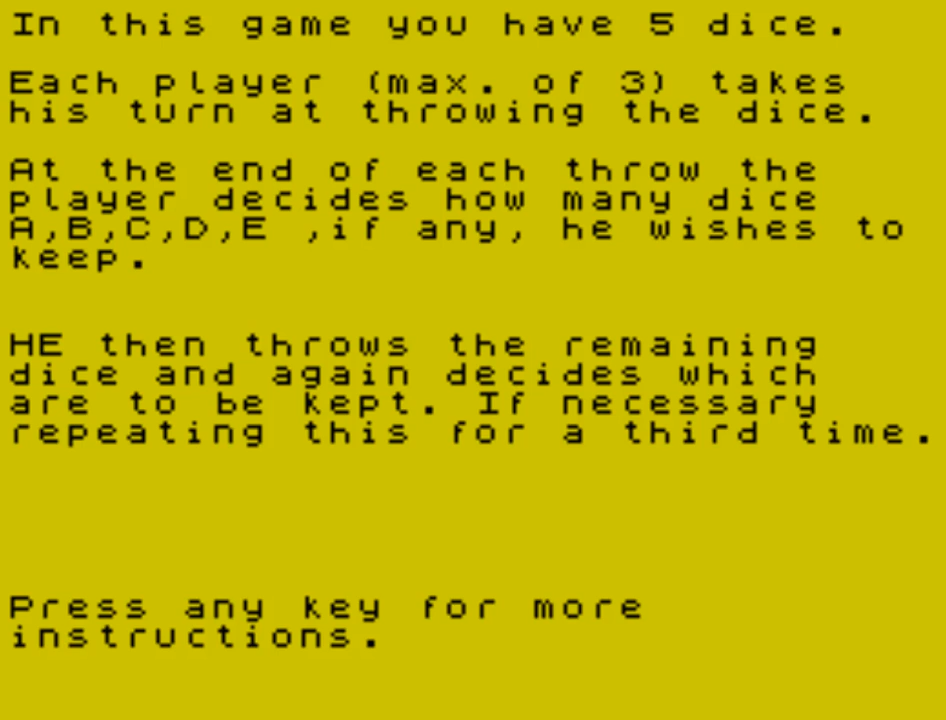 In this game you have 5 dice.
Each player (max. of 3) takes
his turn at throwing the dice.
At the end of each throw the
player decides how many dice
A,B,C,D,E ,if any, he wishes to
keep.
HE then throws the remaining
dice and again decides which
are to be kept. If necessary
repeating this for a third time.
Press any key for more
instructions.